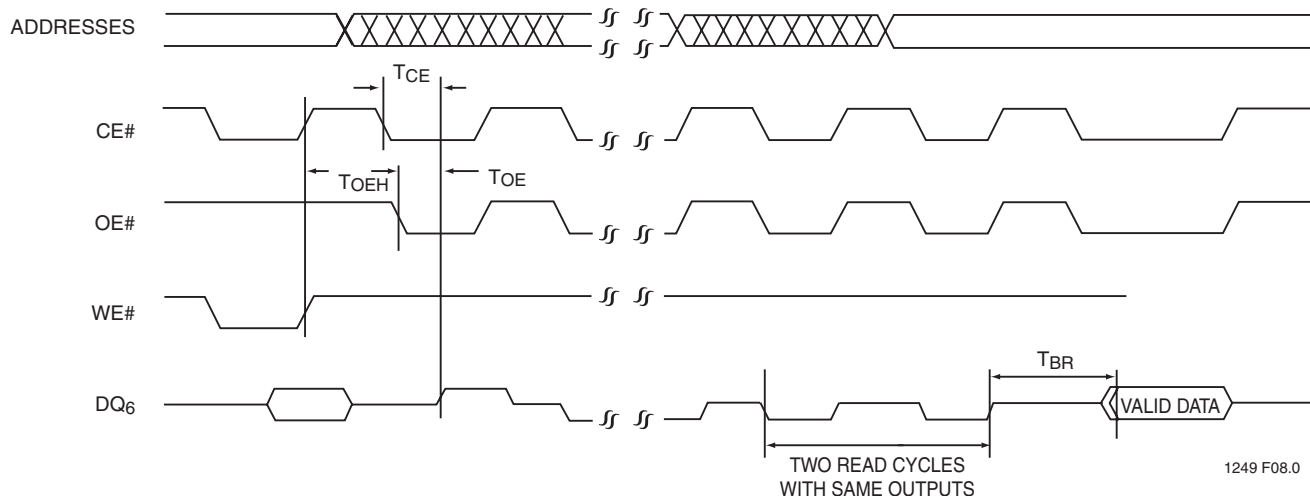 ADDRESSES
TCE
CE#
TOEH
TOE
OE#
WE#
TBR
DQ6
VALID DATA
TWO READ CYCLES
WITH SAME OUTPUTS
1249 F08.0